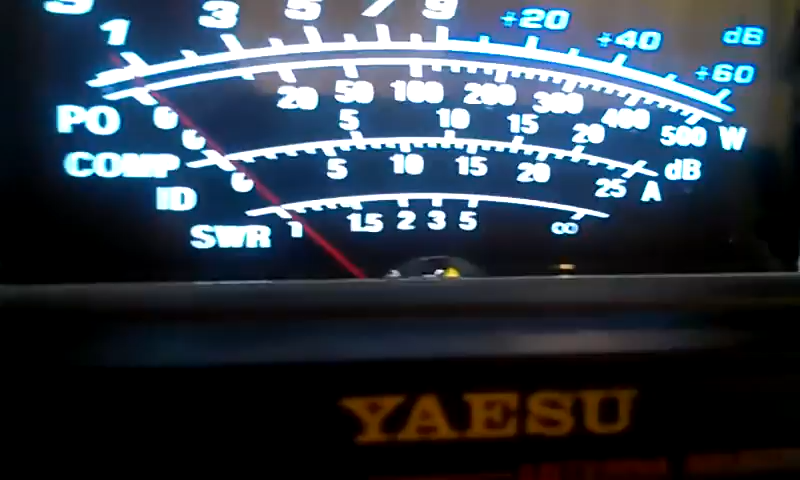 S 1 3 5 7 9 +20 +40 +60 dB
PO 0 20 50 100 200 300 400 500 W
COMP 0 5 10 15 20 dB
ID 0 5 10 15 20 25 A
SWR 1 1.5 2 3 5 ∞
YAESU